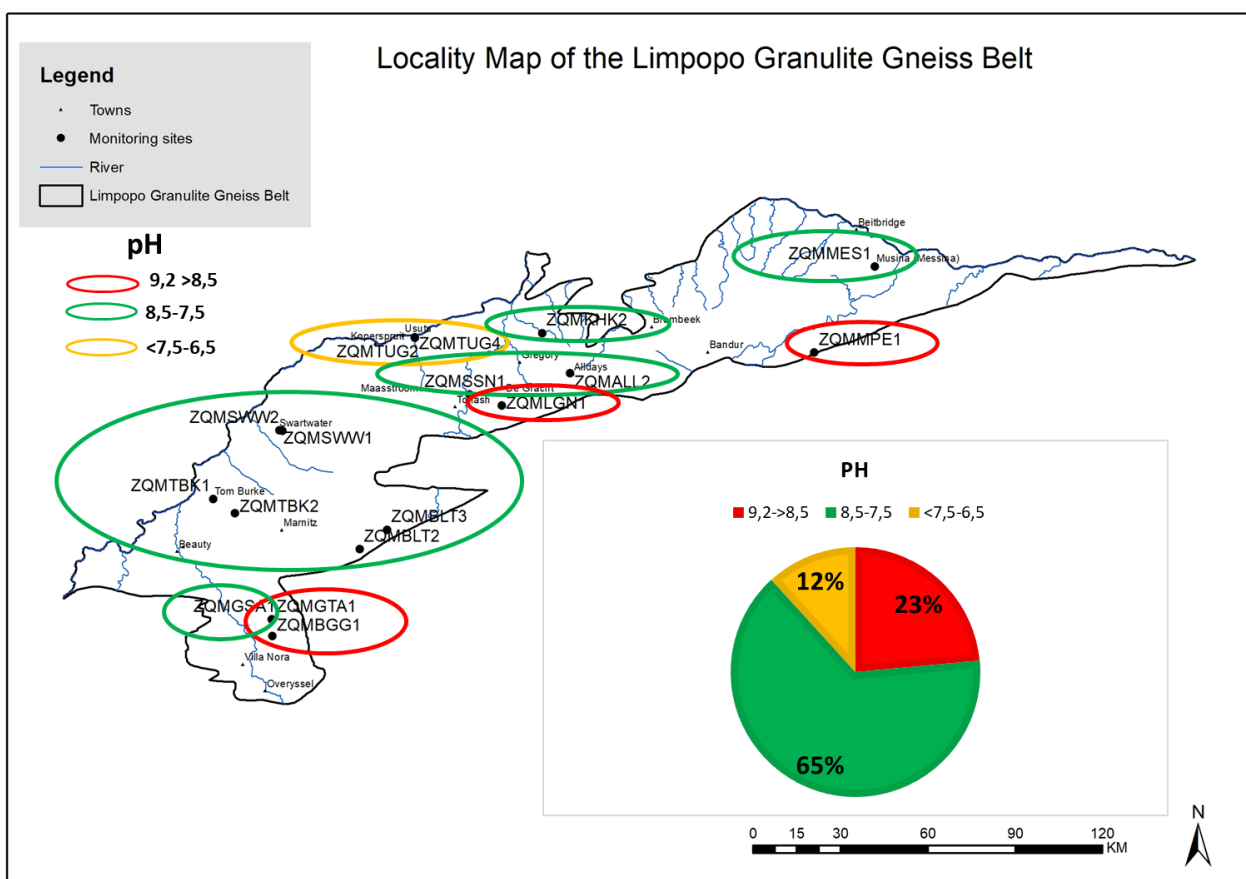 Locality Map of the Limpopo Granulite Gneiss Belt
Legend
Towns
Monitoring sites
River
Limpopo Granulite Gneiss Belt
pH
9,2 >8,5
8,5-7,5
<7,5-6,5
Beitbridge
ZQMMES1
Musina (Messina)
ZQMKHK2
Brombeek
Usutu
Koperspruit
ZQMTUG2
ZQMTUG4
Gregory
Bandur
ZQMMPE1
Alldays
ZQMSSN1
ZQMALL2
Maasstroom
De Gracht
Tolwash
ZQMLGN1
ZQMSWW2
Swartwater
ZQMSWW1
ZQMTBK1
Tom Burke
ZQMTBK2
Marnitz
ZQMBLT3
ZQMBLT2
Beauty
ZQMGSA1
ZQMGTA1
ZQMBGG1
Villa Nora
Overyssel
PH
9,2->8,5
8,5-7,5
<7,5-6,5
12%
23%
65%
N
0 15 30 60 90 120
KM